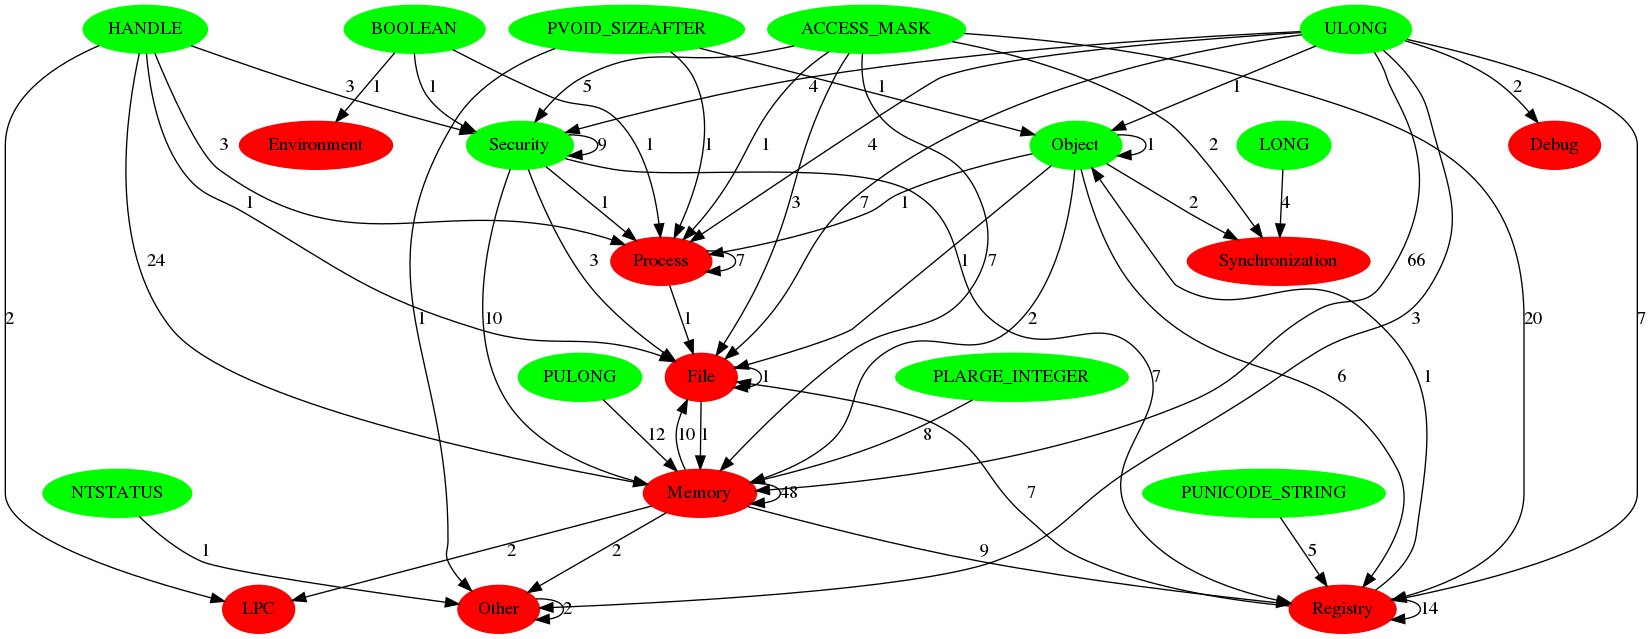 HANDLE BOOLEAN PVOID_SIZEAFTER ACCESS_MASK ULONG
3 1 1 5 4 1 1 2
Environment Security 9 Object 1 LONG Debug
3 1 1 1 4 2
1 1 3 7 1 2 4
24 Process 7 1 7 Synchronization 66
3
2 1 10 1 2 3 20 7
PULONG File 1 PLARGE_INTEGER 7 6 1
12 10 1 8
NTSTATUS Memory 48 7 PUNICODE_STRING
1 2 2 9 5
LPC Other 2 Registry 14